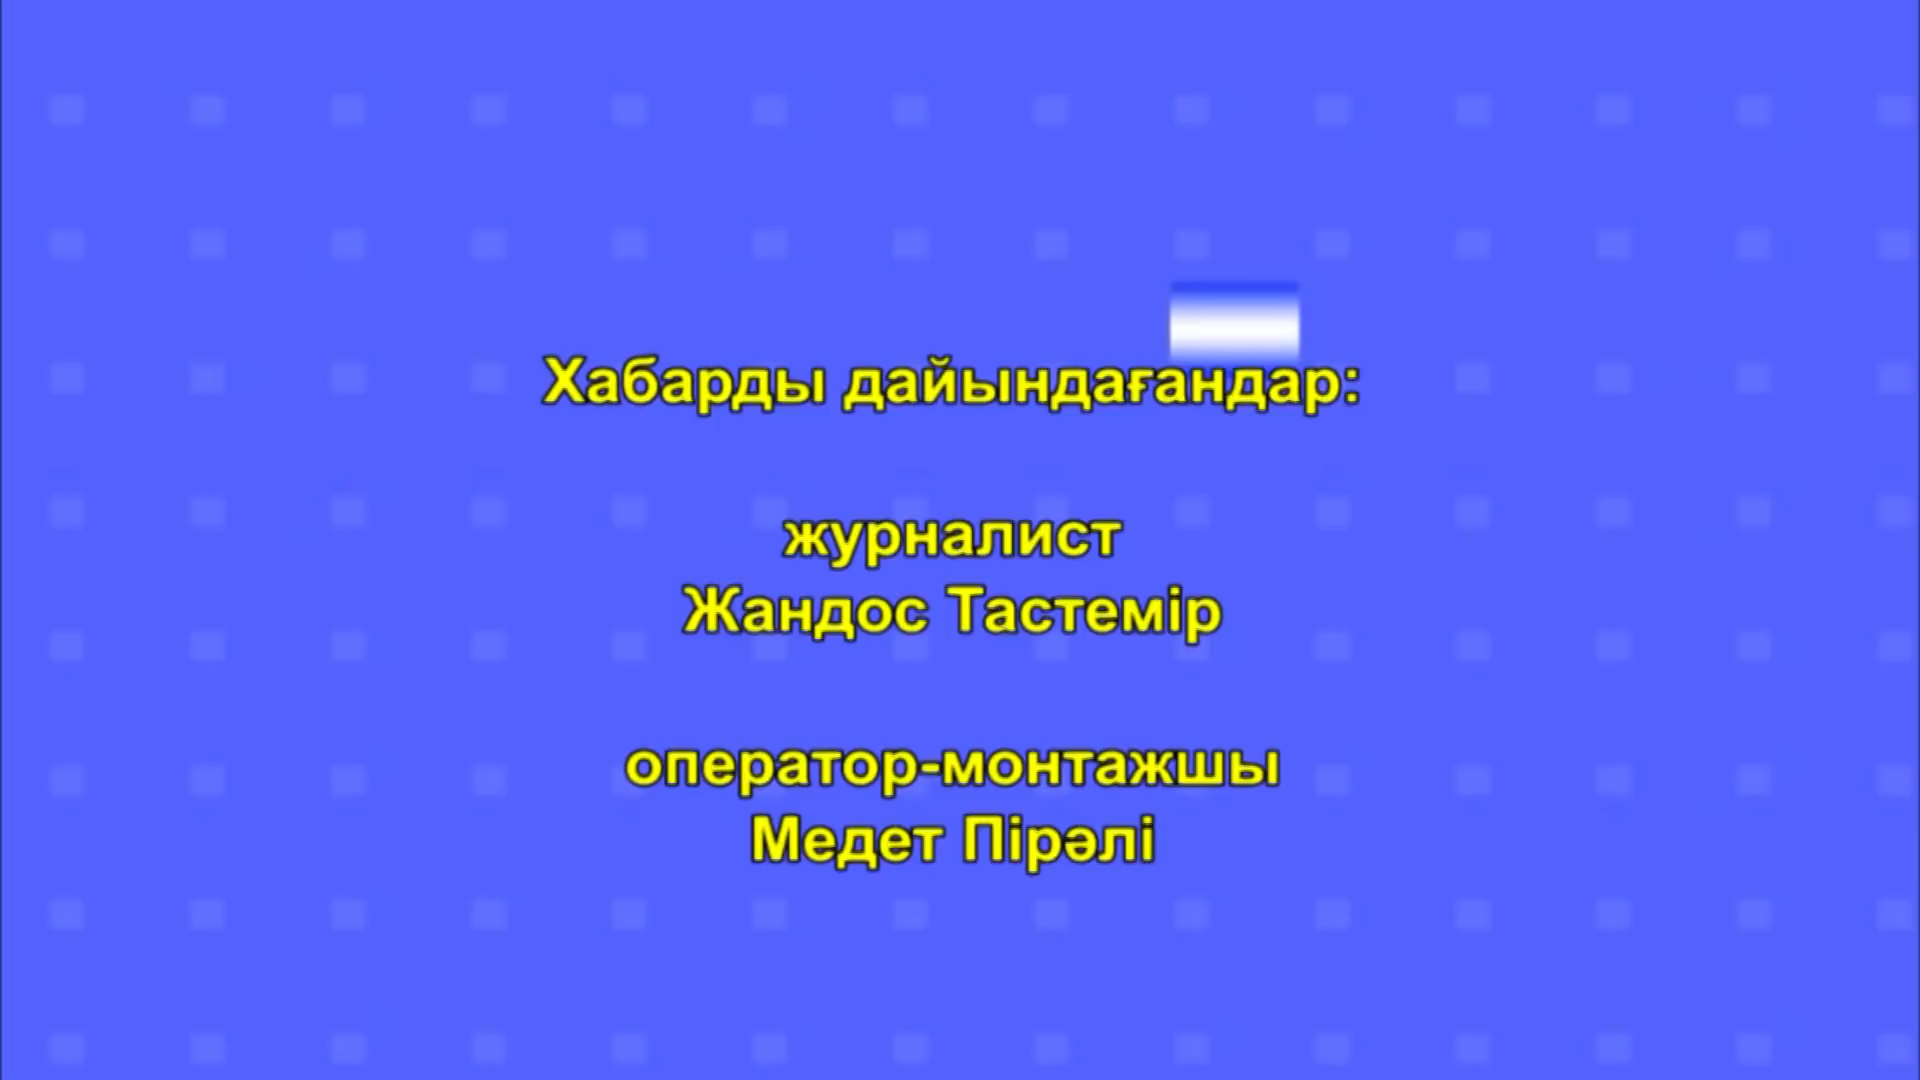 Хабарды дайындағандар:
журналист
Жандос Тастемір
оператор-монтажшы
Медет Пірәлі